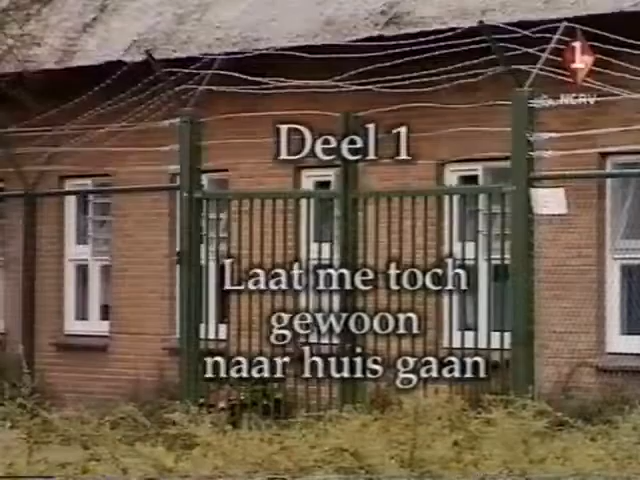 1
NCRV
Deel 1
Laat me toch
gewoon
naar huis gaan